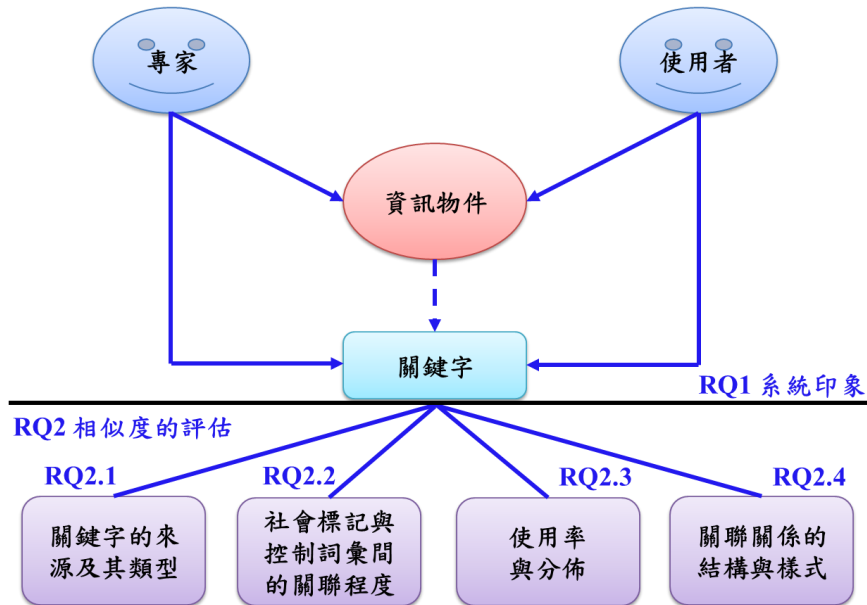 專家
使用者
資訊物件
關鍵字
RQ1 系統印象
RQ2 相似度的評估
RQ2.1
RQ2.2
RQ2.3
RQ2.4
關鍵字的來
源及其類型
社會標記與
控制詞彙間
的關聯程度
使用率
與分佈
關聯關係的
結構與樣式